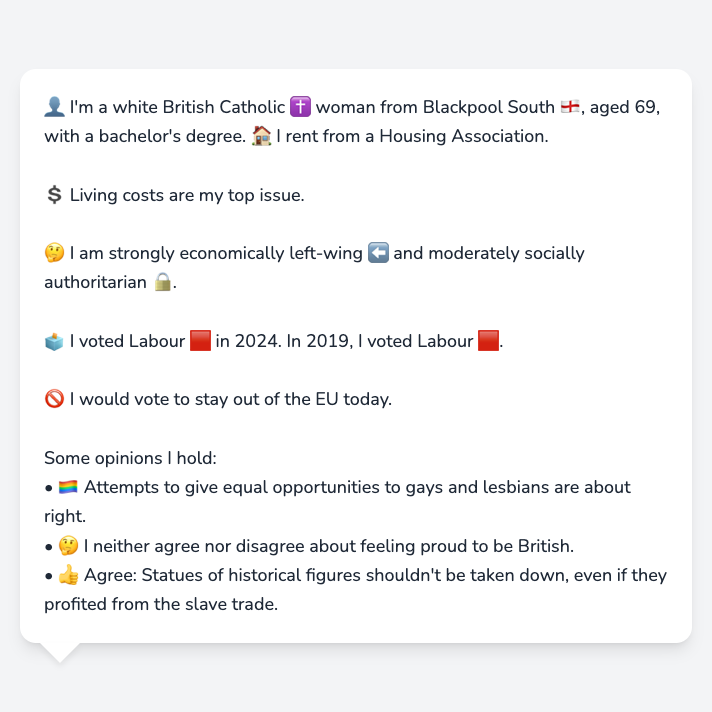 👤 I'm a white British Catholic ✝️ woman from Blackpool South 🏴󠁧󠁢󠁥󠁮󠁧󠁿, aged 69,
with a bachelor's degree. 🏠 I rent from a Housing Association.
💲 Living costs are my top issue.
🤔 I am strongly economically left-wing ⬅️ and moderately socially
authoritarian 🔒.
🗳️ I voted Labour 🟥 in 2024. In 2019, I voted Labour 🟥.
🚫 I would vote to stay out of the EU today.
Some opinions I hold:
• 🏳️‍🌈 Attempts to give equal opportunities to gays and lesbians are about
right.
• 🤔 I neither agree nor disagree about feeling proud to be British.
• 👍 Agree: Statues of historical figures shouldn't be taken down, even if they
profited from the slave trade.